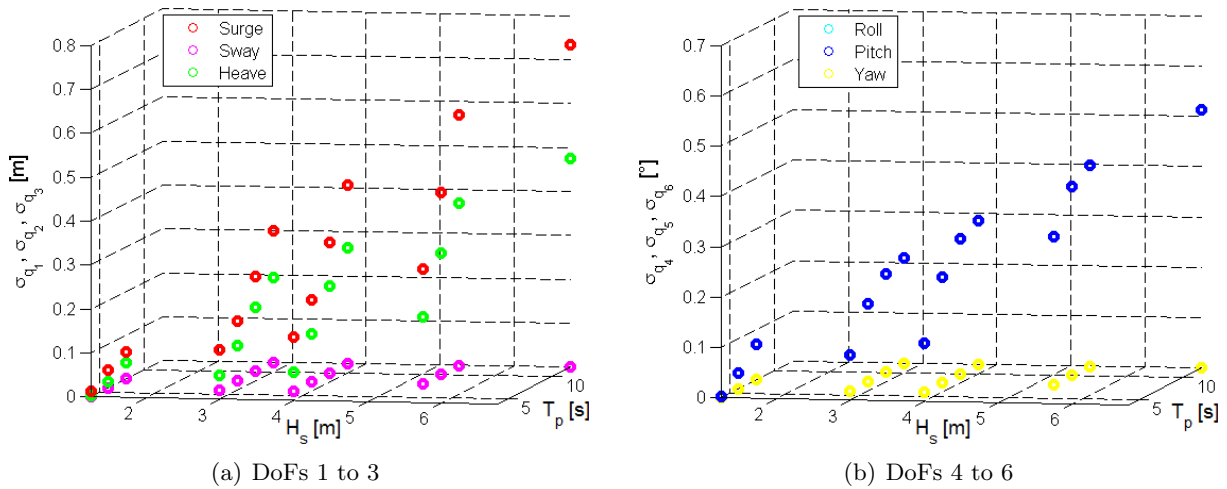 Surge
Sway
Heave
0.8
0.7
0.6
0.5
0.4
0.3
0.2
0.1
0
σq1, σq2, σq3 [m]
2
3
4
5
6
Hs [m]
5
10
Tp [s]
(a) DoFs 1 to 3
Roll
Pitch
Yaw
0.7
0.6
0.5
0.4
0.3
0.2
0.1
0
σq4, σq5, σq6 [°]
2
3
4
5
6
Hs [m]
5
10
Tp [s]
(b) DoFs 4 to 6